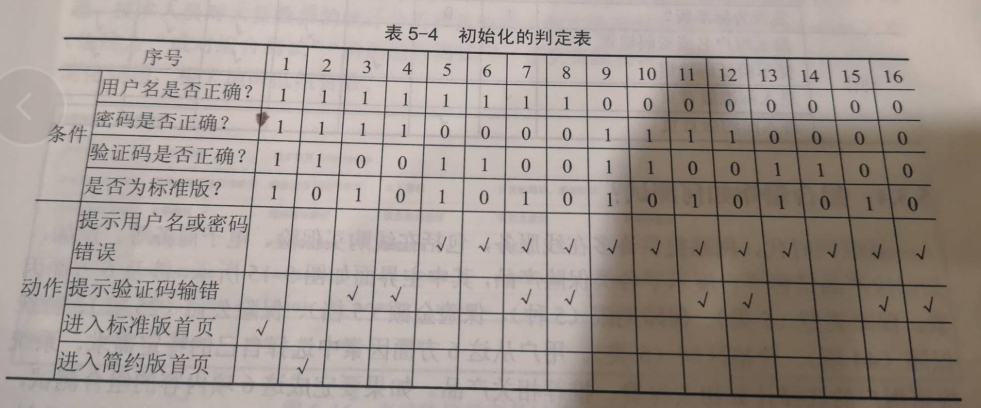 表 5-4 初始化的判定表
序号 1 2 3 4 5 6 7 8 9 10 11 12 13 14 15 16
条件
用户名是否正确? 1 1 1 1 1 1 1 1 0 0 0 0 0 0 0 0
密码是否正确? 1 1 1 1 0 0 0 0 1 1 1 1 0 0 0 0
验证码是否正确? 1 1 0 0 1 1 0 0 1 1 0 0 1 1 0 0
是否为标准版? 1 0 1 0 1 0 1 0 1 0 1 0 1 0 1 0
动作
提示用户名或密码
错误 √ √ √ √ √ √ √ √ √ √ √ √
提示验证码输错 √ √ √ √ √ √ √ √
进入标准版首页 √
进入简约版首页 √